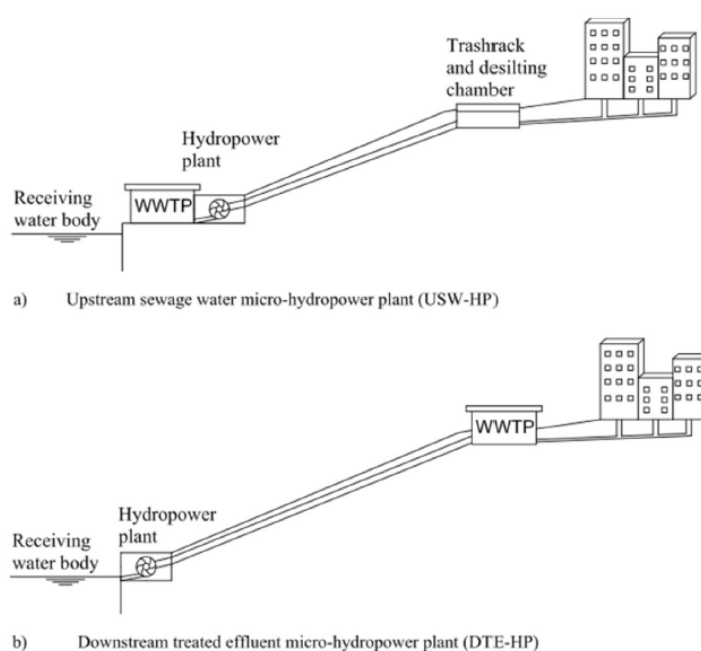 Trashrack
and desilting
chamber
Hydropower
plant
Receiving
water body
WWTP
a) Upstream sewage water micro-hydropower plant (USW-HP)
WWTP
Hydropower
plant
Receiving
water body
b) Downstream treated effluent micro-hydropower plant (DTE-HP)